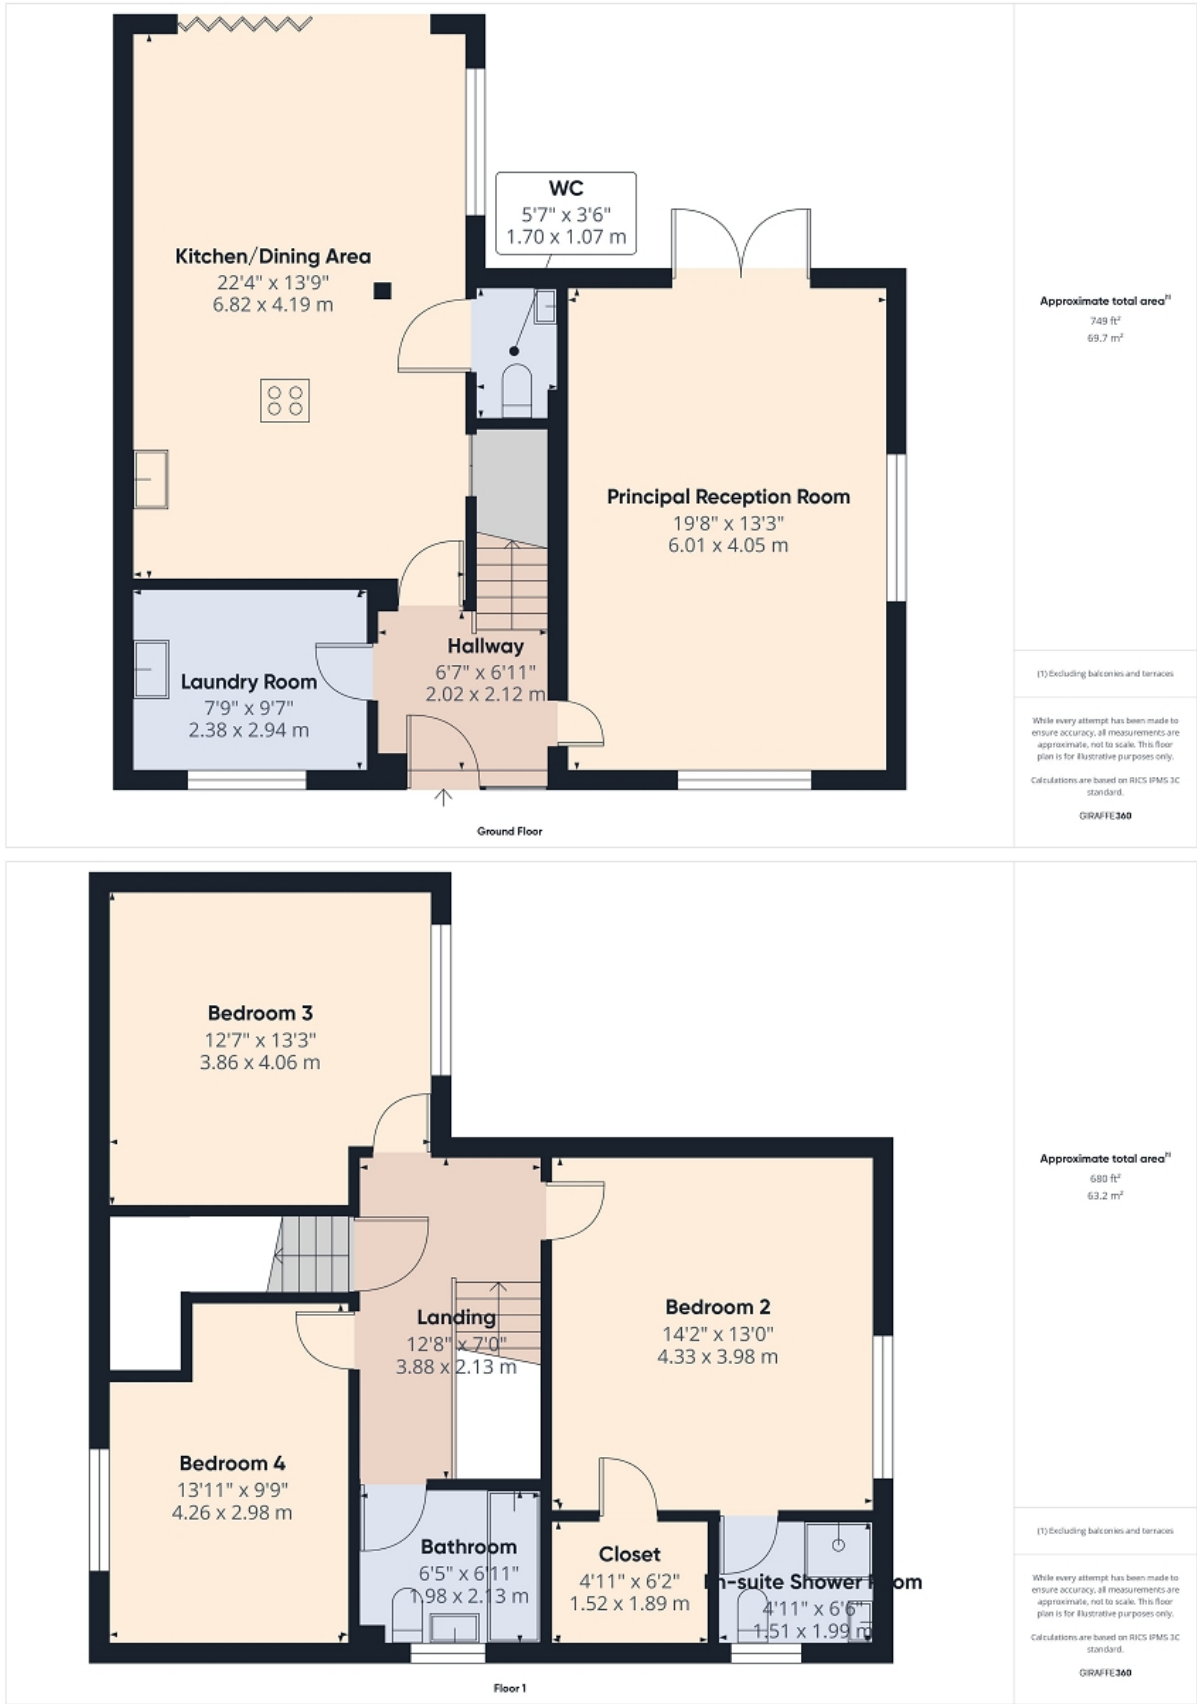 WC
5'7" x 3'6"
1.70 x 1.07 m
Kitchen/Dining Area
22'4" x 13'9"
6.82 x 4.19 m
Principal Reception Room
19'8" x 13'3"
6.01 x 4.05 m
Hallway
6'7" x 6'11"
2.02 x 2.12 m
Laundry Room
7'9" x 9'7"
2.38 x 2.94 m
Ground Floor
Approximate total area(1)
749 ft²
69.7 m²
(1) Excluding balconies and terraces
While every attempt has been made to
ensure accuracy, all measurements are
approximate, not to scale. This floor
plan is for illustrative purposes only.
Calculations are based on RICS IPMS 3C
standard.
GIRAFFE360
Bedroom 3
12'7" x 13'3"
3.86 x 4.06 m
Landing
12'8" x 7'0"
3.88 x 2.13 m
Bedroom 2
14'2" x 13'0"
4.33 x 3.98 m
Bedroom 4
13'11" x 9'9"
4.26 x 2.98 m
Bathroom
6'5" x 6'11"
1.98 x 2.13 m
Closet
4'11" x 6'2"
1.52 x 1.89 m
En-suite Shower Room
4'11" x 6'6"
1.51 x 1.99 m
Floor 1
Approximate total area(1)
680 ft²
63.2 m²
(1) Excluding balconies and terraces
While every attempt has been made to
ensure accuracy, all measurements are
approximate, not to scale. This floor
plan is for illustrative purposes only.
Calculations are based on RICS IPMS 3C
standard.
GIRAFFE360